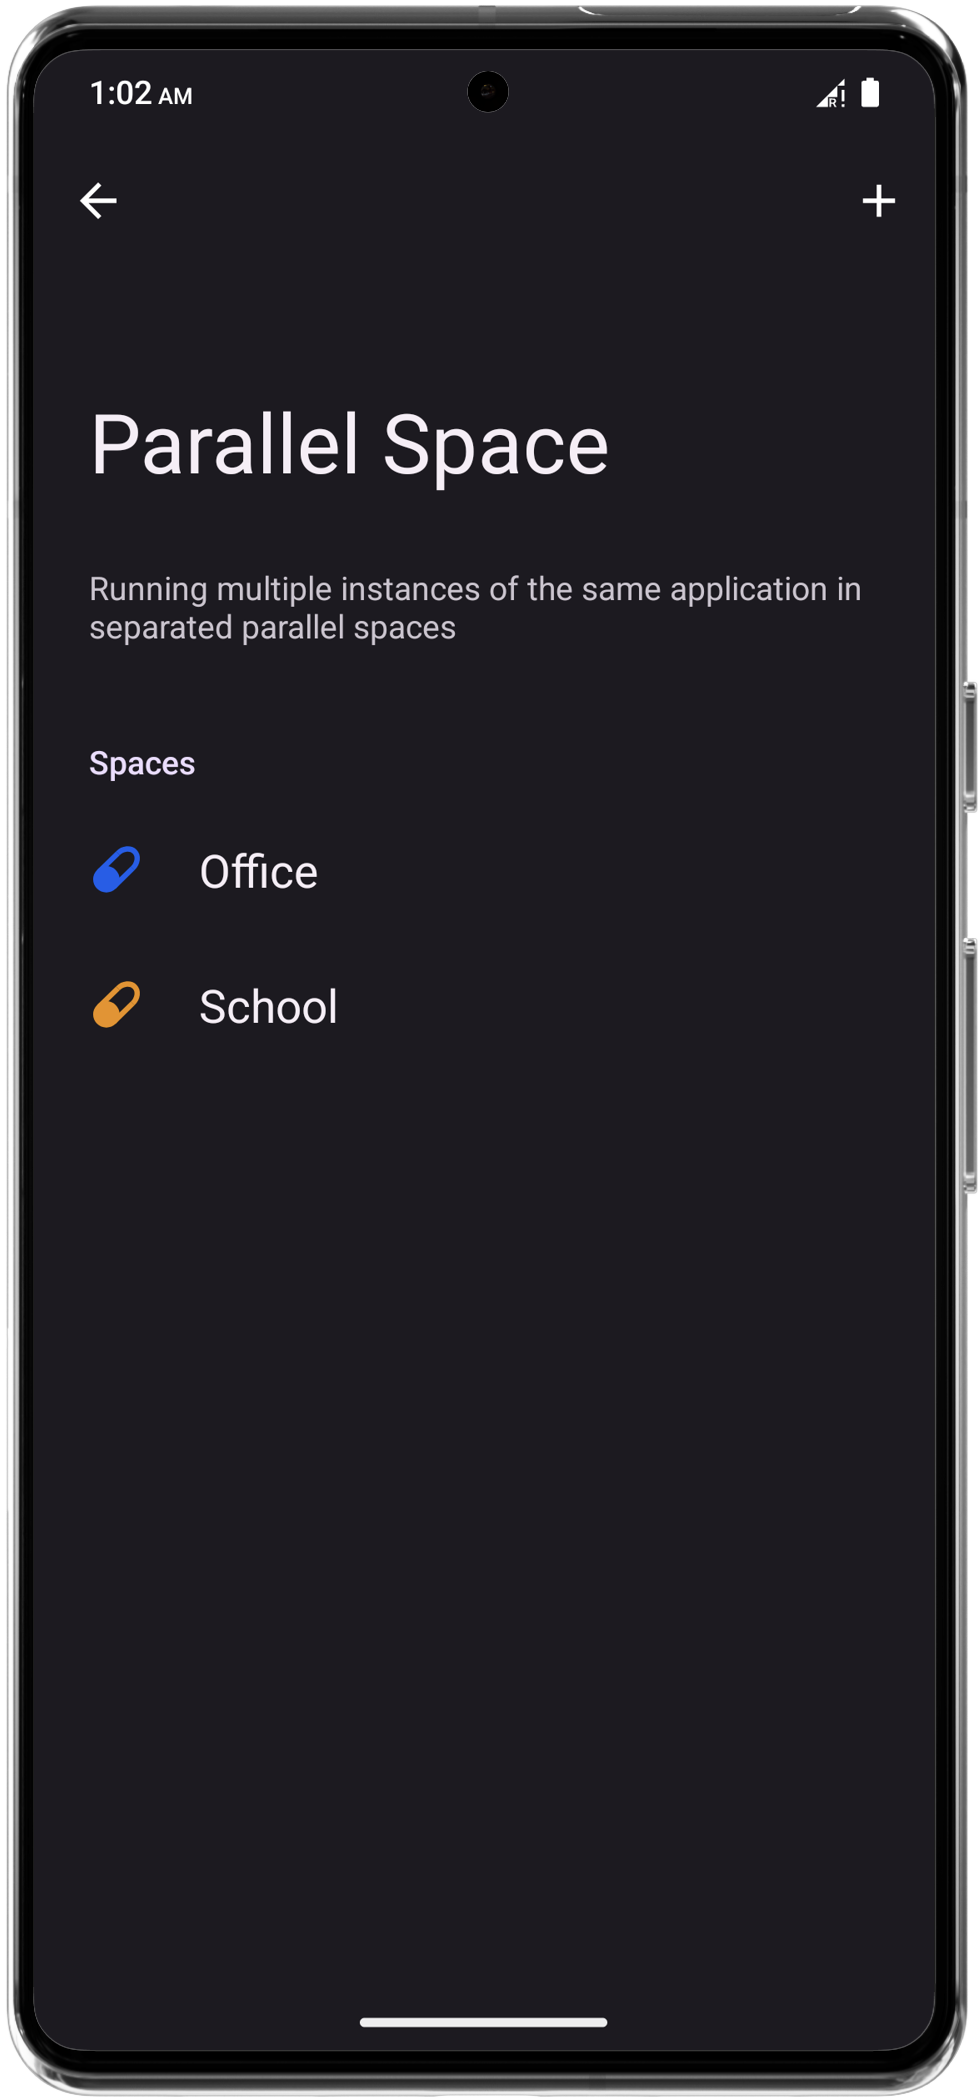 1:02 AM
R!
Parallel Space
Running multiple instances of the same application in
separated parallel spaces
Spaces
Office
School